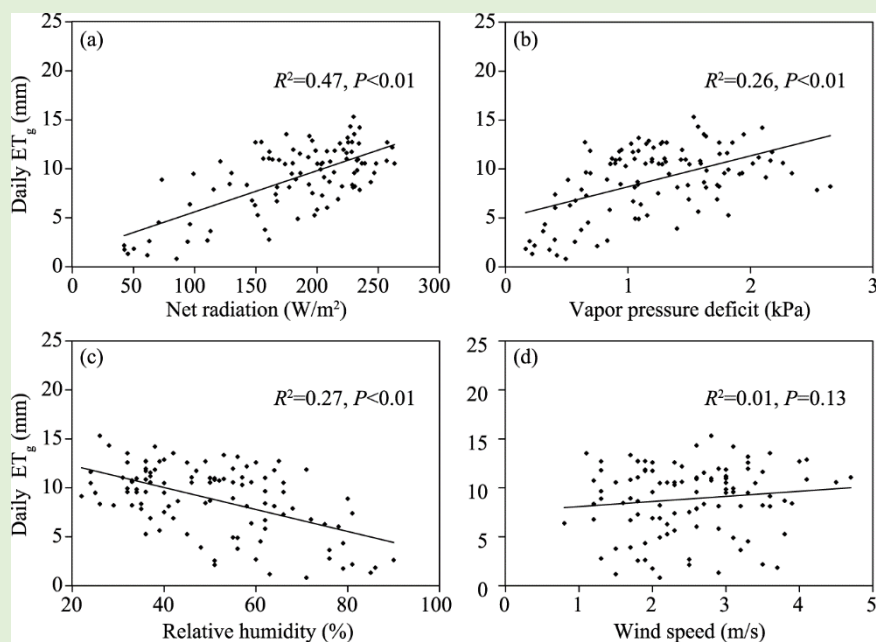 (a)
R²=0.47, P<0.01
Daily ETg (mm)
25
20
15
10
5
0
0 50 100 150 200 250 300
Net radiation (W/m²)
(b)
R²=0.26, P<0.01
25
20
15
10
5
0
0 1 2 3
Vapor pressure deficit (kPa)
(c)
R²=0.27, P<0.01
Daily ETg (mm)
25
20
15
10
5
0
20 40 60 80 100
Relative humidity (%)
(d)
R²=0.01, P=0.13
25
20
15
10
5
0
0 1 2 3 4 5
Wind speed (m/s)